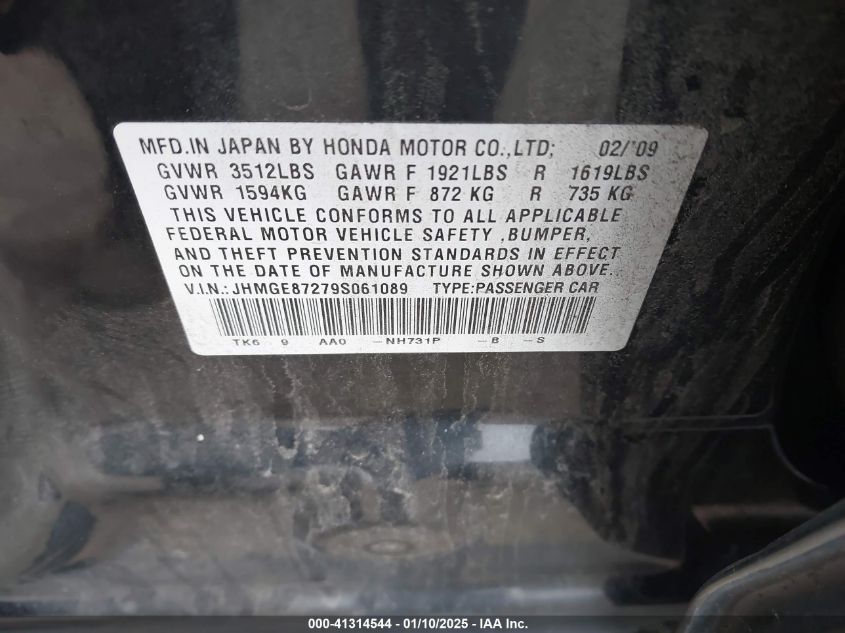 MFD.IN JAPAN BY HONDA MOTOR CO.,LTD; 02/'09
GVWR 3512LBS GAWR F 1921LBS R 1619LBS
GVWR 1594KG GAWR F 872 KG R 735 KG
THIS VEHICLE CONFORMS TO ALL APPLICABLE
FEDERAL MOTOR VEHICLE SAFETY ,BUMPER,
AND THEFT PREVENTION STANDARDS IN EFFECT
ON THE DATE OF MANUFACTURE SHOWN ABOVE..
V.I.N.: JHMGE87279S061089 TYPE:PASSENGER CAR
TK6 9 AA0 -NH731P -B -S
000-41314544 - 01/10/2025 - IAA Inc.